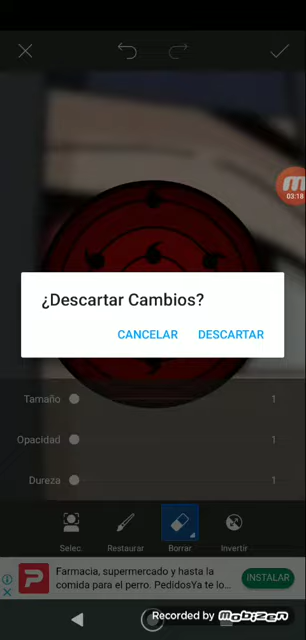 03:18
¿Descartar Cambios?
CANCELAR DESCARTAR
Tamaño 1
Opacidad 1
Dureza 1
Selec. Restaurar Borrar Invertir
Farmacia, supermercado y hasta la
comida para el perro. PedidosYa te lo...
INSTALAR
Recorded by mobizen